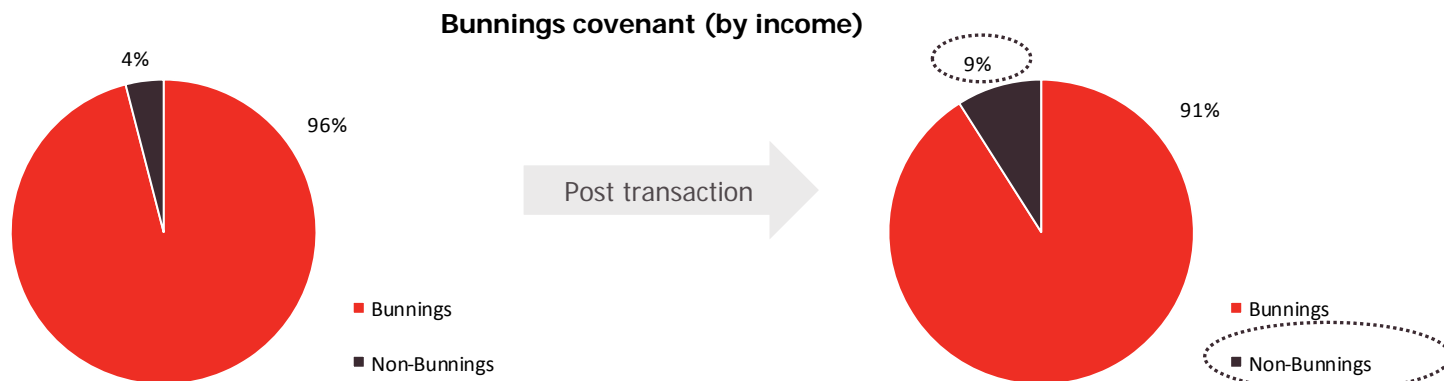 Bunnings covenant (by income)
4%
96%
Bunnings
Non-Bunnings
Post transaction
9%
91%
Bunnings
Non-Bunnings